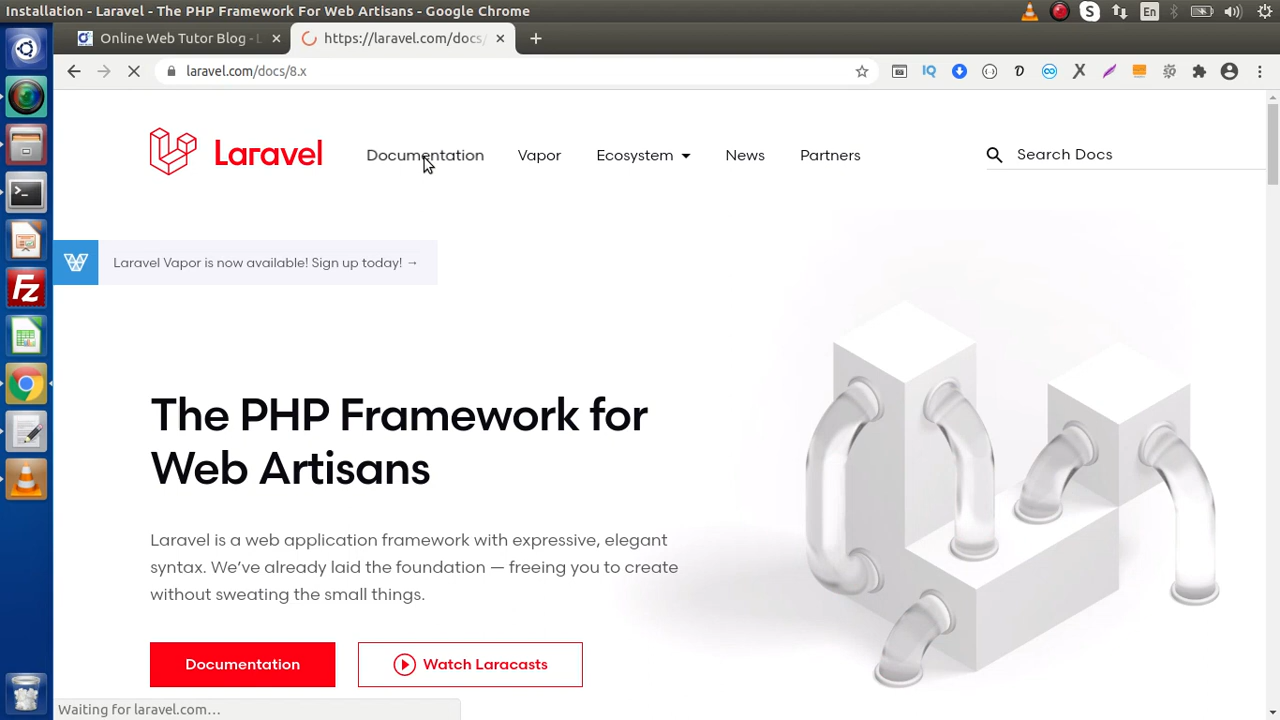 Installation - Laravel - The PHP Framework For Web Artisans - Google Chrome
En
Online Web Tutor Blog - L
https://laravel.com/docs/
laravel.com/docs/8.x
IQ
Laravel
Documentation
Vapor
Ecosystem
News
Partners
Search Docs
Laravel Vapor is now available! Sign up today! →
The PHP Framework for
Web Artisans
Laravel is a web application framework with expressive, elegant
syntax. We’ve already laid the foundation — freeing you to create
without sweating the small things.
Documentation
Watch Laracasts
Waiting for laravel.com…